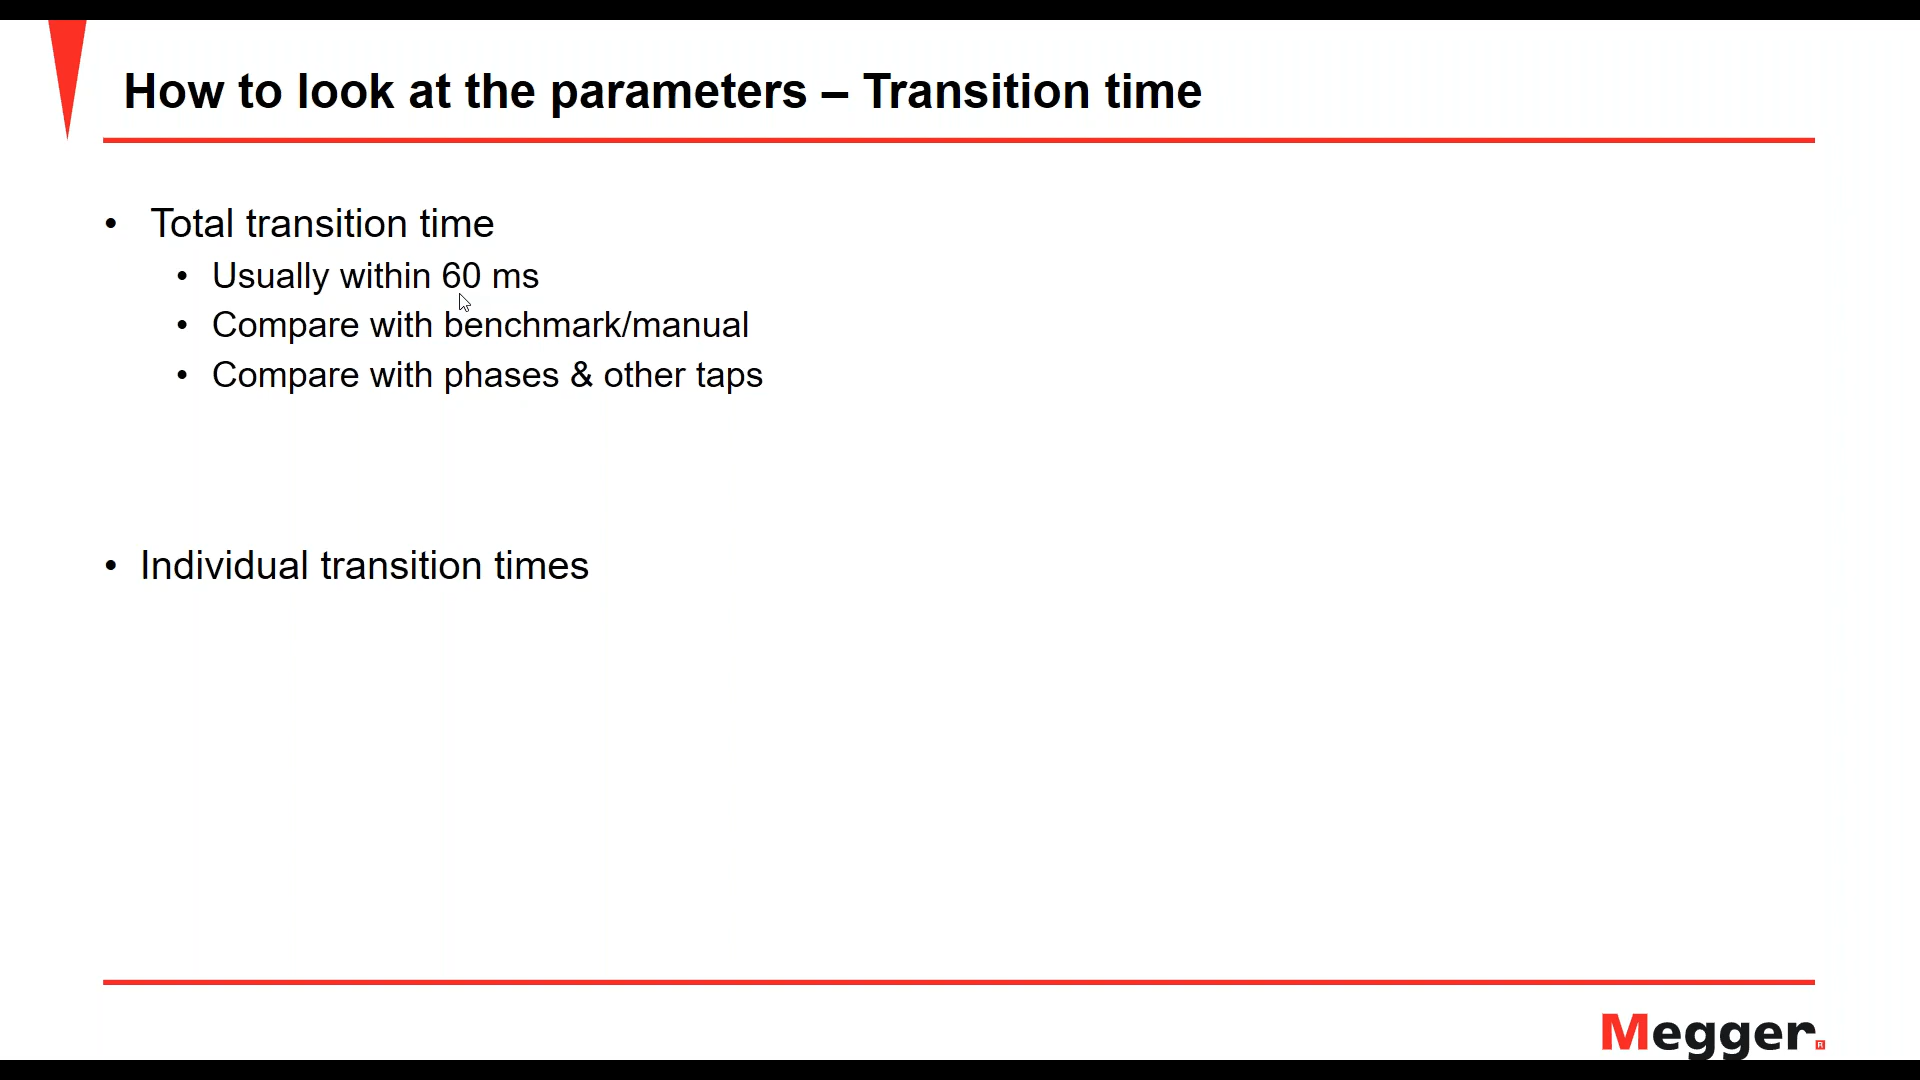 How to look at the parameters – Transition time
• Total transition time
• Usually within 60 ms
• Compare with benchmark/manual
• Compare with phases & other taps
• Individual transition times
Megger.